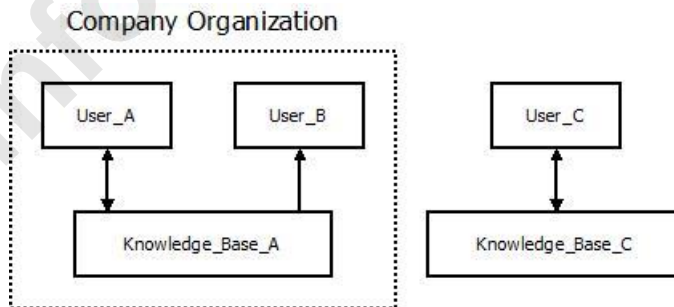 Company Organization
User_A
User_B
User_C
Knowledge_Base_A
Knowledge_Base_C